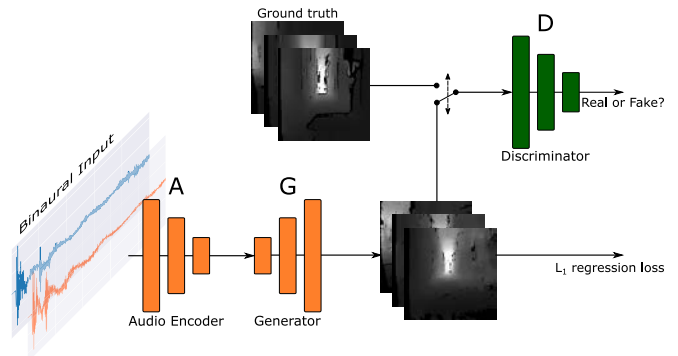 Ground truth
D
Real or Fake?
Discriminator
Binaural Input
A
G
Audio Encoder
Generator
L₁ regression loss